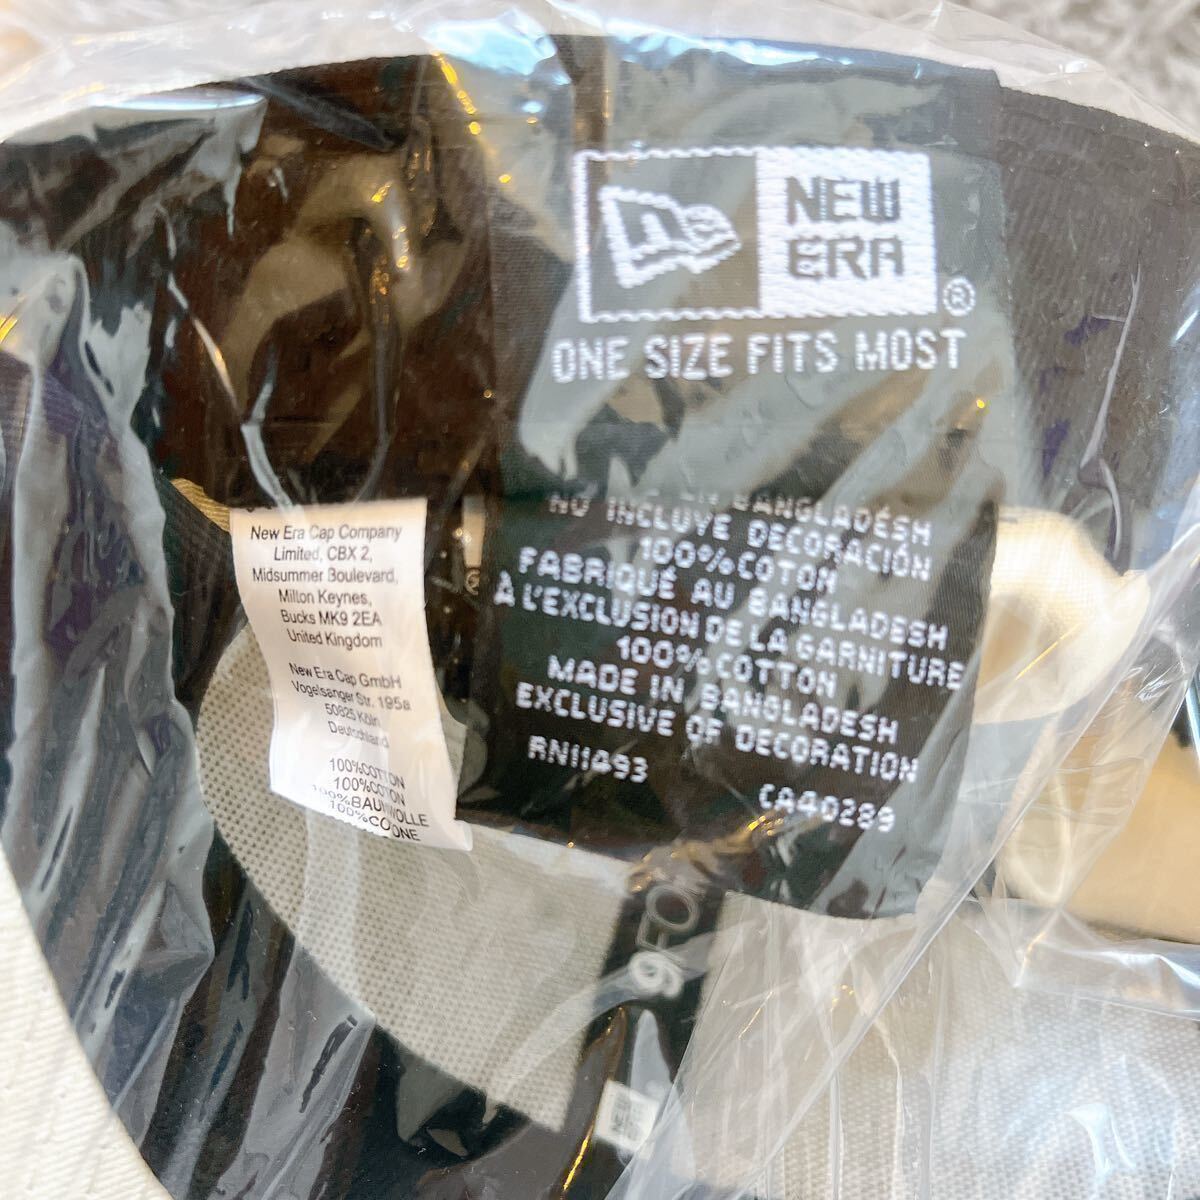 NEW
ERA
®
ONE SIZE FITS MOST
EN BANGLADÉSH
NO INCLUYE DECORACIÓN
100% COTON
FABRIQUÉ AU BANGLADESH
À L'EXCLUSION DE LA GARNITURE
100% COTTON
MADE IN BANGLADESH
EXCLUSIVE OF DECORATION
RN11493
CA40289
New Era Cap Company
Limited, CBX 2,
Midsummer Boulevard,
Milton Keynes,
Bucks MK9 2EA
United Kingdom
New Era Cap GmbH
Vogelsanger Str. 195a
50825 Köln
Deutschland
100%COTTON
100%COTON
100%BAUMWOLLE
100%COTONE
9FO